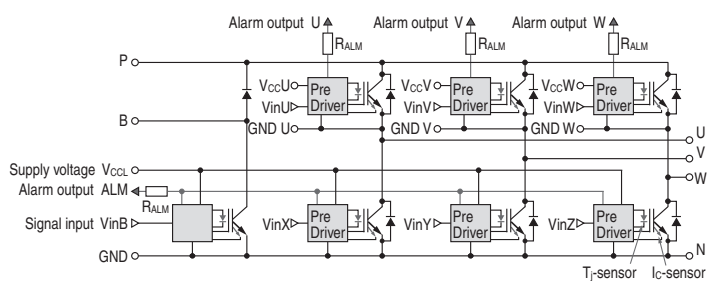 Alarm output U
Alarm output V
Alarm output W
RALM
RALM
RALM
P
VCCU
Pre Driver
VCCV
Pre Driver
VCCW
Pre Driver
VinU
VinV
VinW
B
GND U
GND V
GND W
U
V
Supply voltage VCCL
W
Alarm output ALM
RALM
Signal input VinB
VinX
Pre Driver
VinY
Pre Driver
VinZ
Pre Driver
GND
N
Tj-sensor
IC-sensor